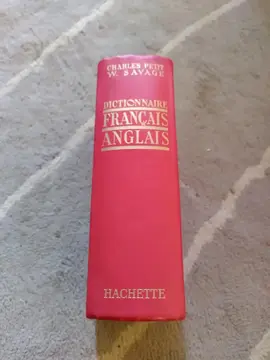 CHARLES PETIT
W. SAVAGE
DICTIONNAIRE
FRANÇAIS
ANGLAIS
HACHETTE